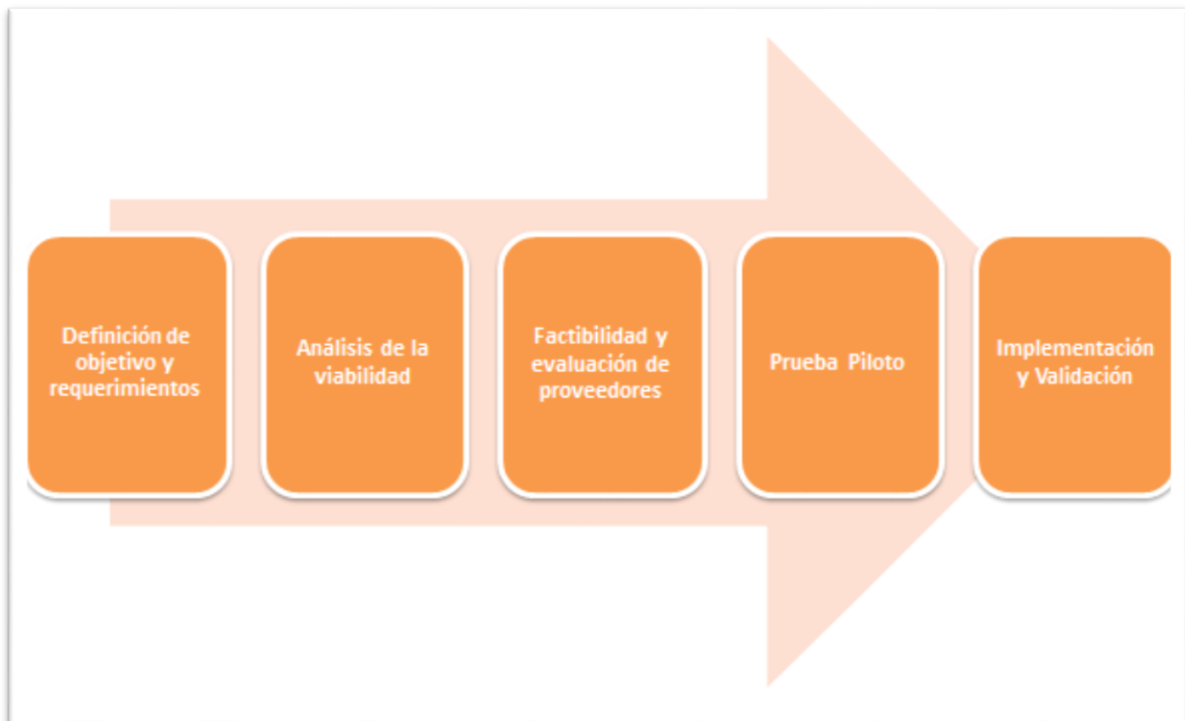 Definición de
objetivo y
requerimientos
Análisis de la
viabilidad
Factibilidad y
evaluación de
proveedores
Prueba Piloto
Implementación
y Validación